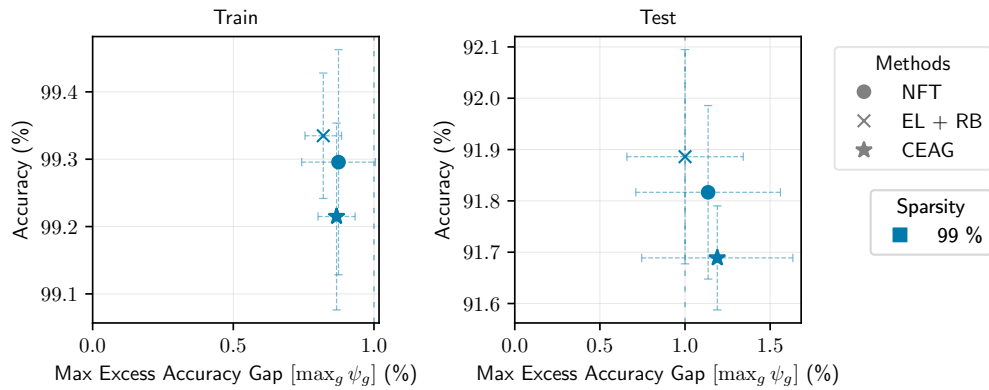 Train
Accuracy (%)
99.4
99.3
99.2
99.1
0.0
0.5
1.0
Max Excess Accuracy Gap [max_g ψ_g] (%)
Test
Accuracy (%)
92.1
92.0
91.9
91.8
91.7
91.6
0.0
0.5
1.0
1.5
Max Excess Accuracy Gap [max_g ψ_g] (%)
Methods
NFT
EL + RB
CEAG
Sparsity
99 %